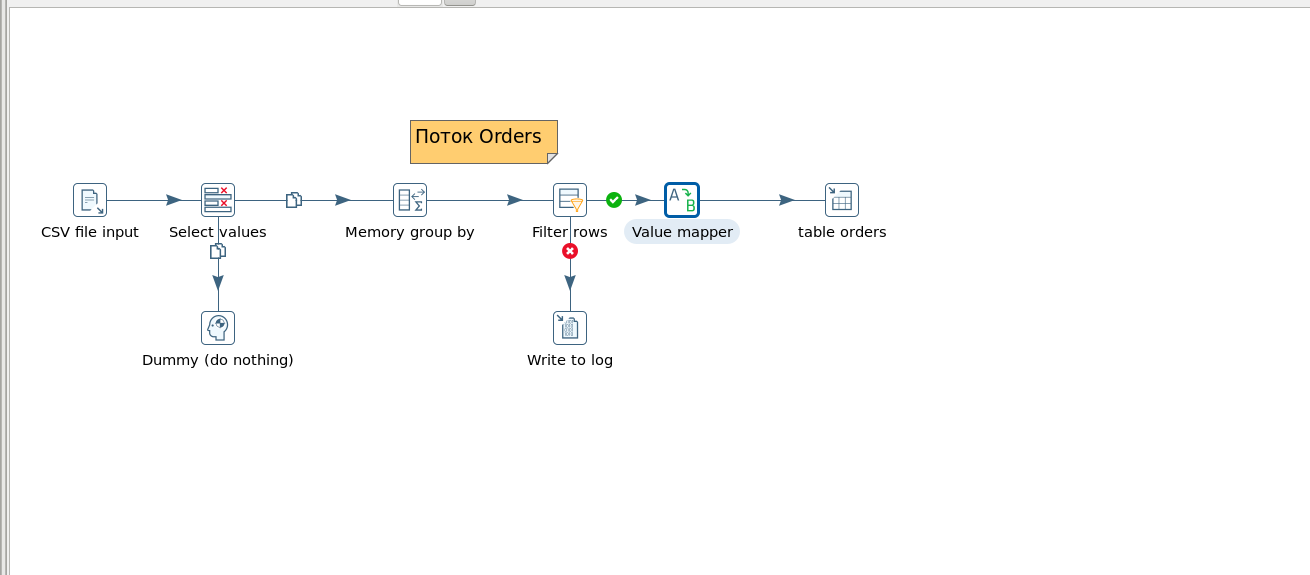 Поток Orders
CSV file input
Select values
Memory group by
Filter rows
Value mapper
table orders
Dummy (do nothing)
Write to log